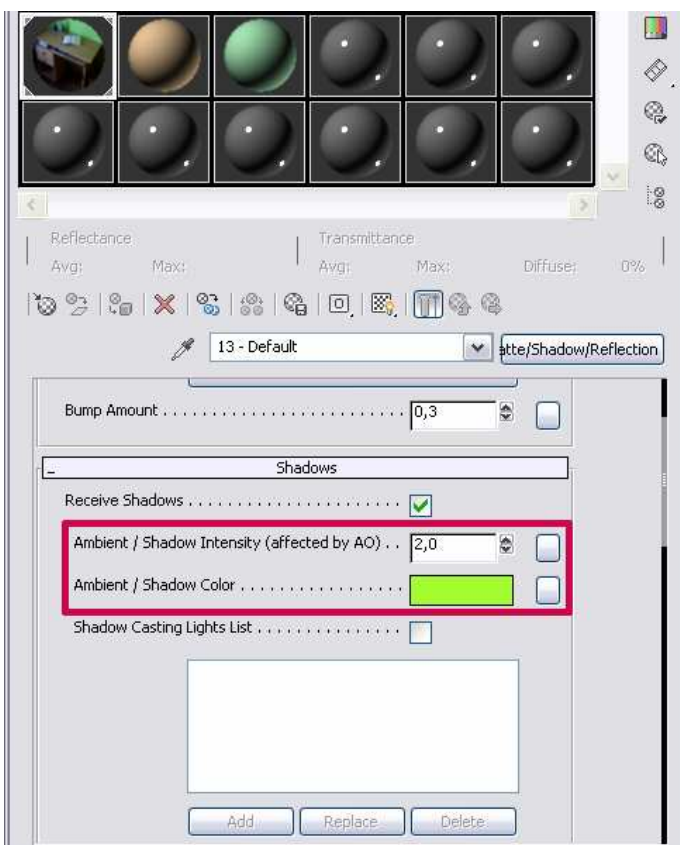 Reflectance
Transmittance
Avg: Max: Avg: Max: Diffuse: 0%
13 - Default
atte/Shadow/Reflection
Bump Amount . . . . . . . . . . . . . . . . . . . . . . . . . 0,3
- Shadows
Receive Shadows . . . . . . . . . . . . . . . . . . . . . .
Ambient / Shadow Intensity (affected by AO) . . 2,0
Ambient / Shadow Color . . . . . . . . . . . . . . . . .
Shadow Casting Lights List . . . . . . . . . . . . . . .
Add Replace Delete